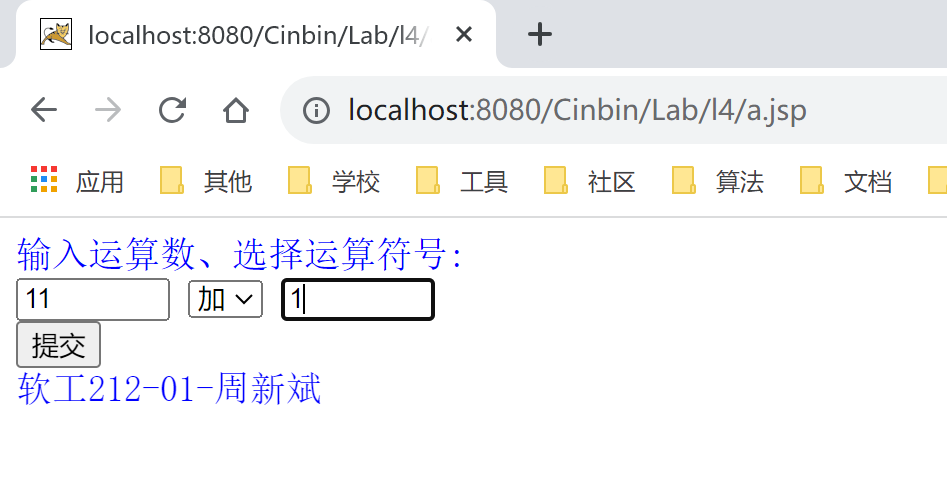 localhost:8080/Cinbin/Lab/l4/
localhost:8080/Cinbin/Lab/l4/a.jsp
应用 其他 学校 工具 社区 算法 文档
输入运算数、选择运算符号:
11 加 1
提交
软工212-01-周新斌